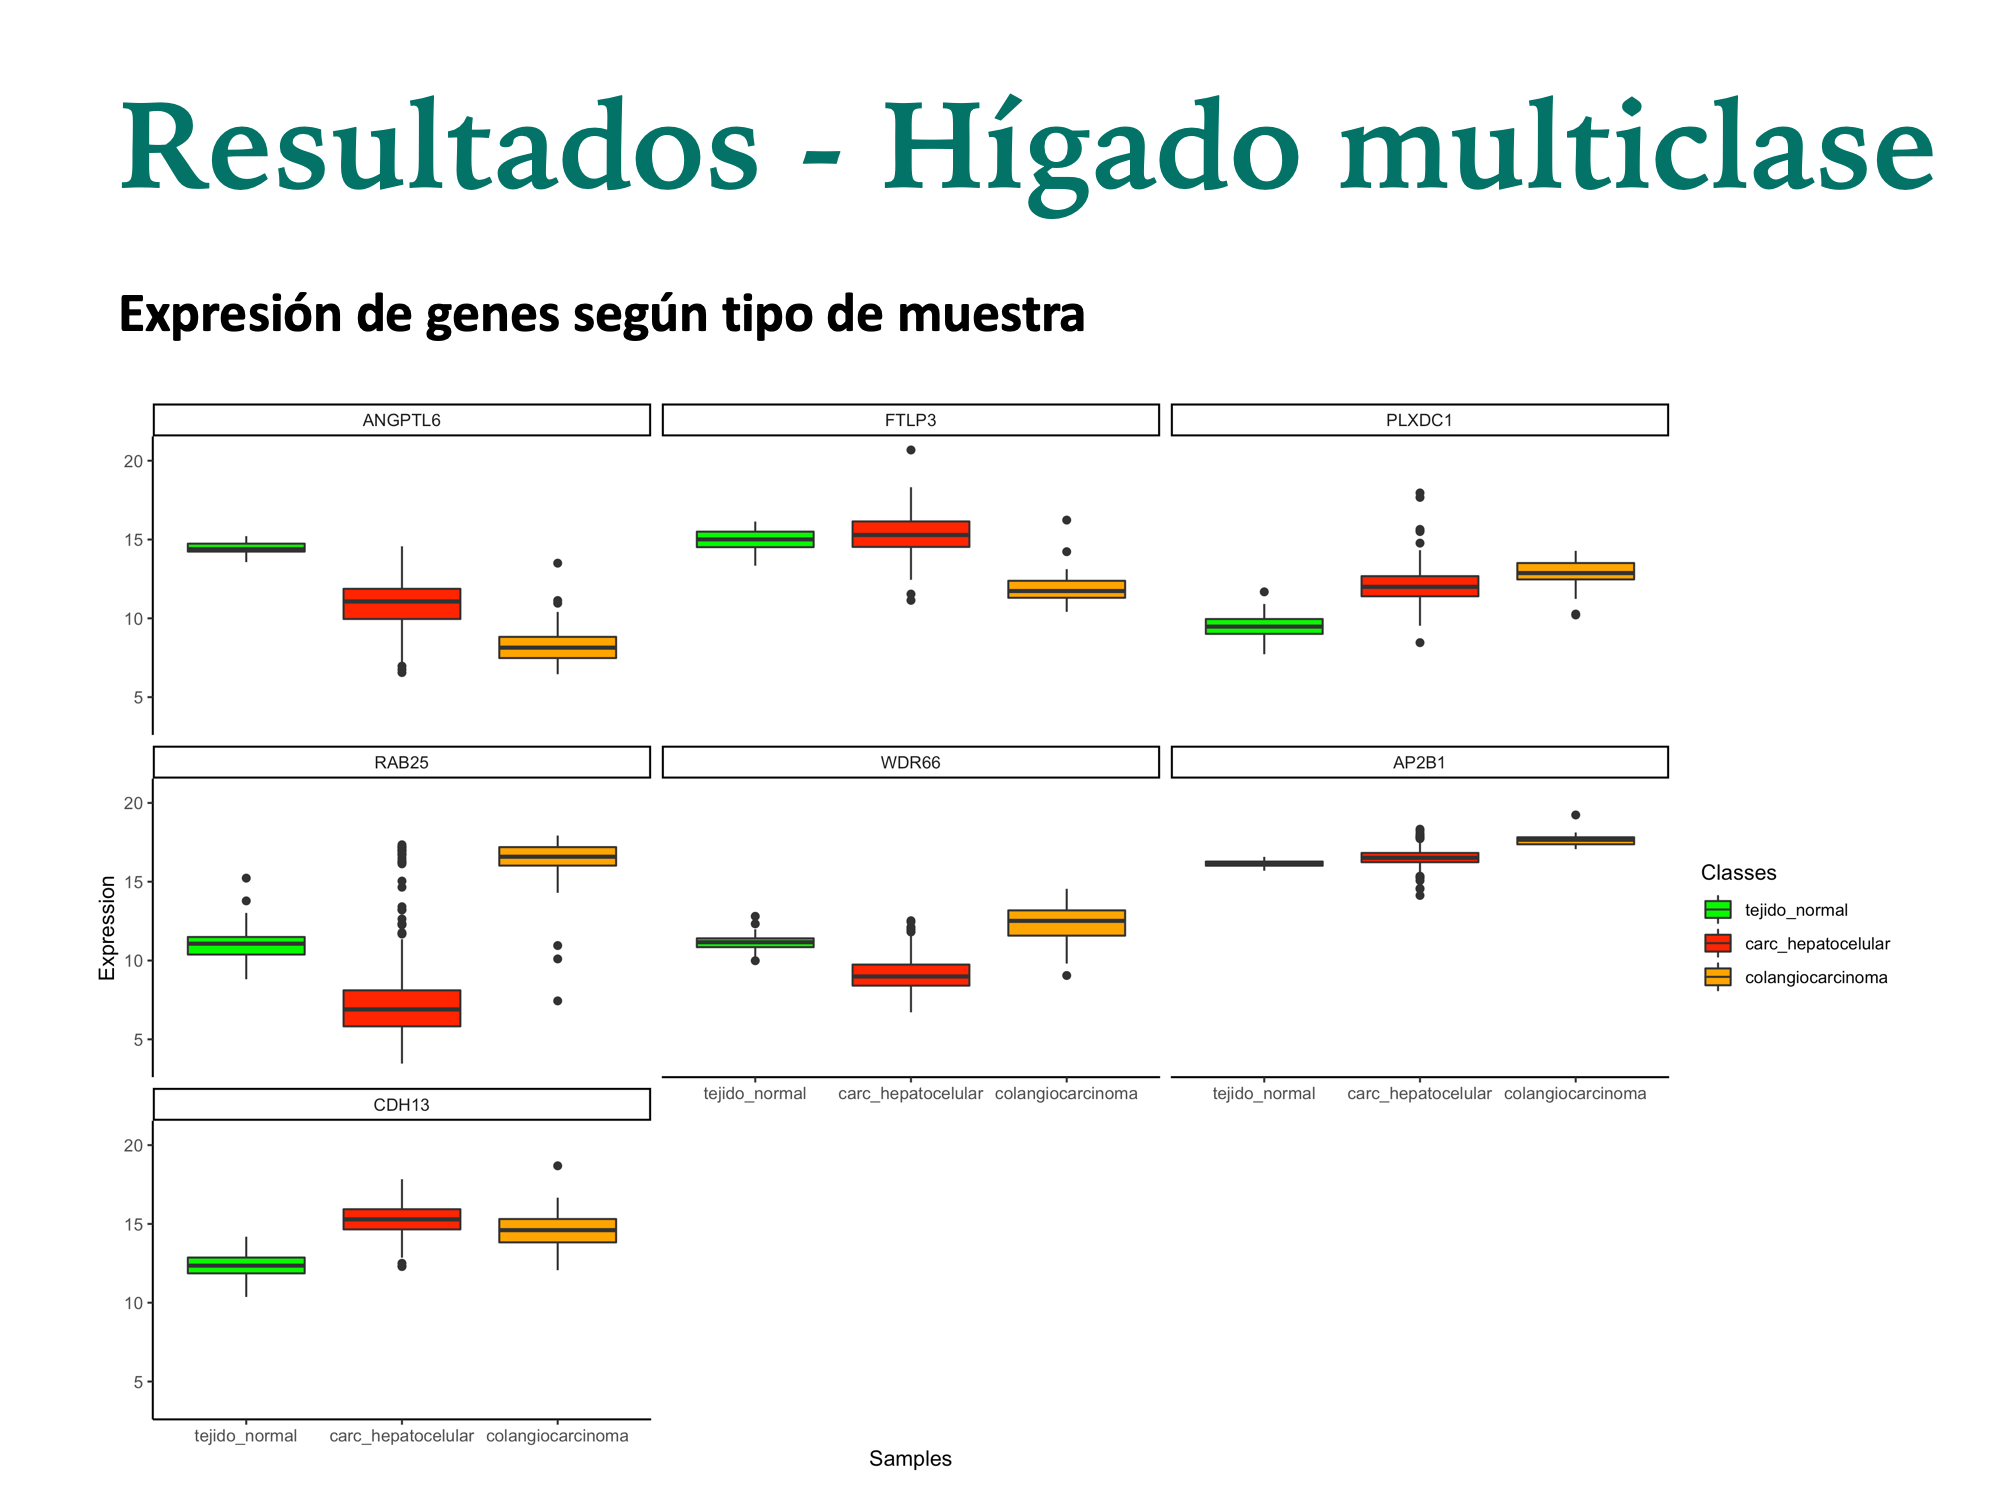 Resultados - Hígado multiclase
Expresión de genes según tipo de muestra
ANGPTL6 FTLP3 PLXDC1
20
15
10
5
RAB25 WDR66 AP2B1
20
15
10
5
Expression
Classes
tejido_normal
carc_hepatocelular
colangiocarcinoma
tejido_normal carc_hepatocelular colangiocarcinoma tejido_normal carc_hepatocelular colangiocarcinoma
CDH13
20
15
10
5
tejido_normal carc_hepatocelular colangiocarcinoma
Samples